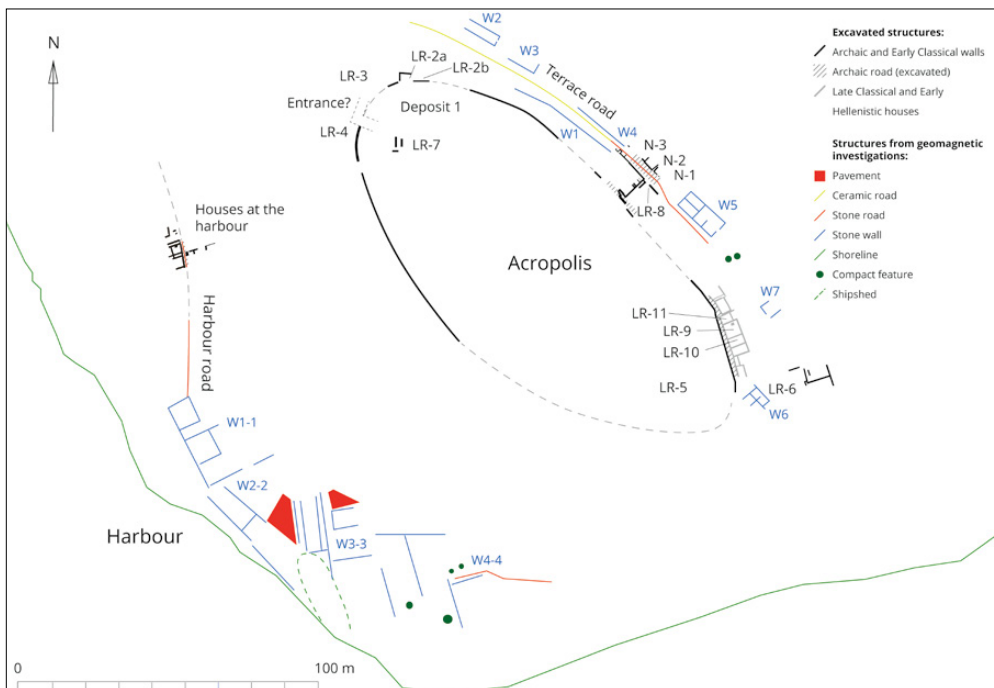 N
W2
W3
Terrace road
LR-2a
LR-2b
LR-3
Entrance?
Deposit 1
LR-4
LR-7
W1
W4
N-3
N-2
N-1
LR-8
W5
Houses at the
harbour
Acropolis
W7
LR-11
LR-9
LR-10
LR-5
LR-6
W6
Harbour road
W1-1
W2-2
Harbour
W3-3
W4-4
0
100 m
Excavated structures:
Archaic and Early Classical walls
Archaic road (excavated)
Late Classical and Early
Hellenistic houses
Structures from geomagnetic
investigations:
Pavement
Ceramic road
Stone road
Stone wall
Shoreline
Compact feature
Shipshed